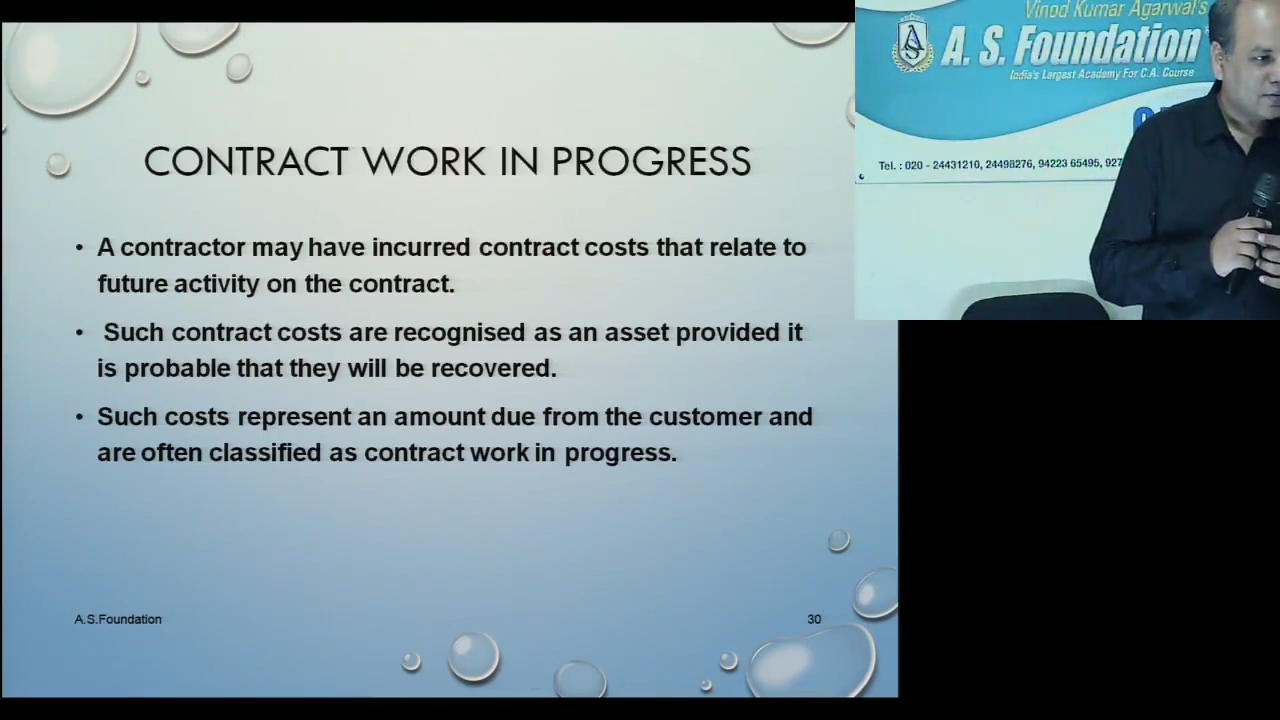 CONTRACT WORK IN PROGRESS
• A contractor may have incurred contract costs that relate to
future activity on the contract.
• Such contract costs are recognised as an asset provided it
is probable that they will be recovered.
• Such costs represent an amount due from the customer and
are often classified as contract work in progress.
A.S.Foundation
30
Vinod Kumar Agarwal's
A. S. Foundation
India's Largest Academy For C.A. Course
Tel. : 020 - 24431210, 24498276, 94223 65495, 927